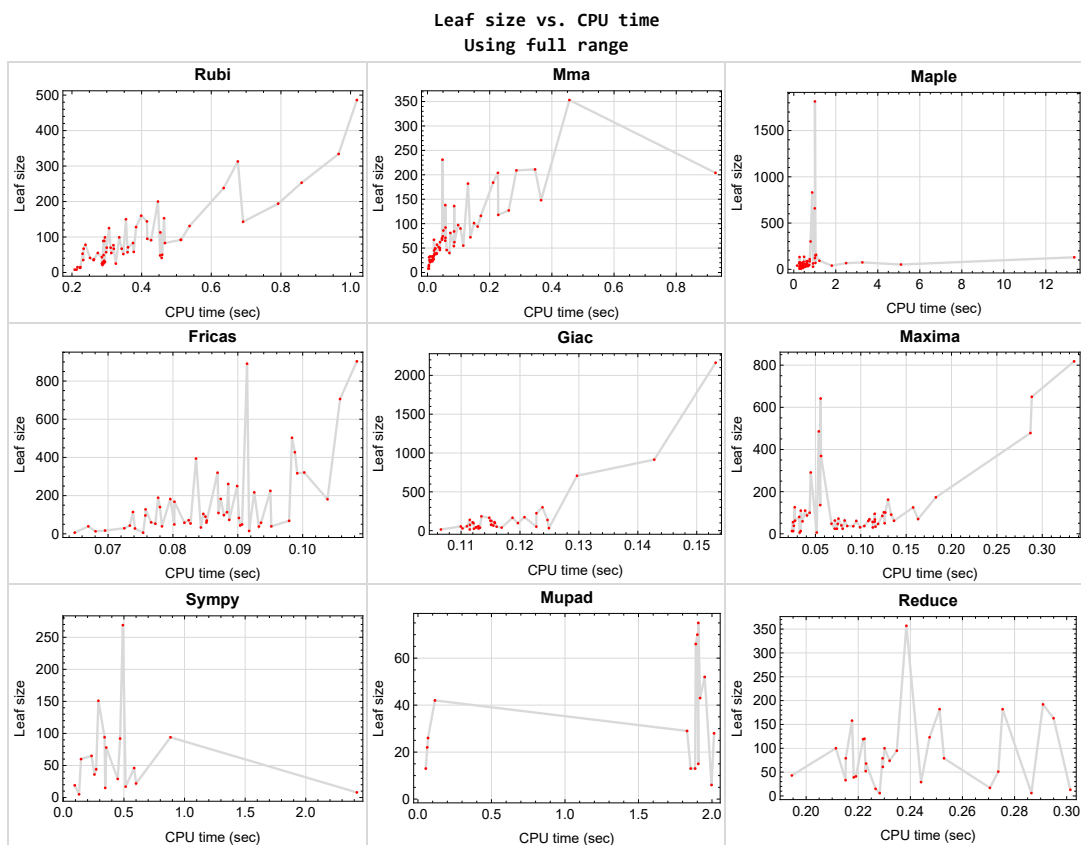 Leaf size vs. CPU time
Using full range
Rubi
Mma
Maple
500
400
300
200
100
0
Leaf size
0.2 0.4 0.6 0.8 1.0
CPU time (sec)
350
300
250
200
150
100
50
0
Leaf size
0.0 0.2 0.4 0.6 0.8
CPU time (sec)
1500
1000
500
0
Leaf size
0 2 4 6 8 10 12
CPU time (sec)
Fricas
Giac
Maxima
800
600
400
200
0
Leaf size
0.07 0.08 0.09 0.10
CPU time (sec)
2000
1500
1000
500
0
Leaf size
0.11 0.12 0.13 0.14 0.15
CPU time (sec)
800
600
400
200
0
Leaf size
0.05 0.10 0.15 0.20 0.25 0.30
CPU time (sec)
Sympy
Mupad
Reduce
250
200
150
100
50
0
Leaf size
0.0 0.5 1.0 1.5 2.0
CPU time (sec)
60
40
20
0
Leaf size
0.0 0.5 1.0 1.5 2.0
CPU time (sec)
350
300
250
200
150
100
50
0
Leaf size
0.20 0.22 0.24 0.26 0.28 0.30
CPU time (sec)